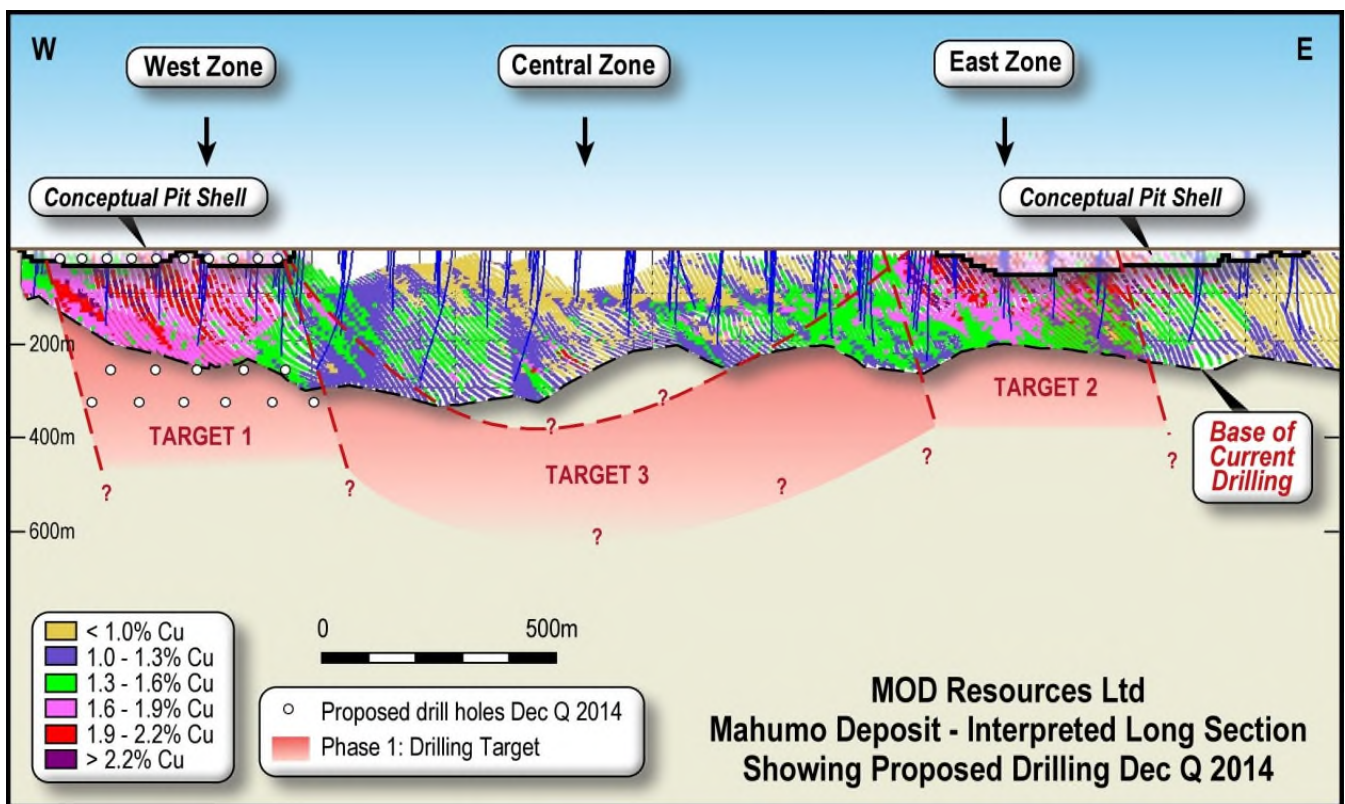 W
E
West Zone
Central Zone
East Zone
Conceptual Pit Shell
Conceptual Pit Shell
200m
400m
600m
TARGET 1
TARGET 2
TARGET 3
?
?
?
?
?
?
?
?
Base of
Current
Drilling
< 1.0% Cu
1.0 - 1.3% Cu
1.3 - 1.6% Cu
1.6 - 1.9% Cu
1.9 - 2.2% Cu
> 2.2% Cu
0
500m
Proposed drill holes Dec Q 2014
Phase 1: Drilling Target
MOD Resources Ltd
Mahumo Deposit - Interpreted Long Section
Showing Proposed Drilling Dec Q 2014